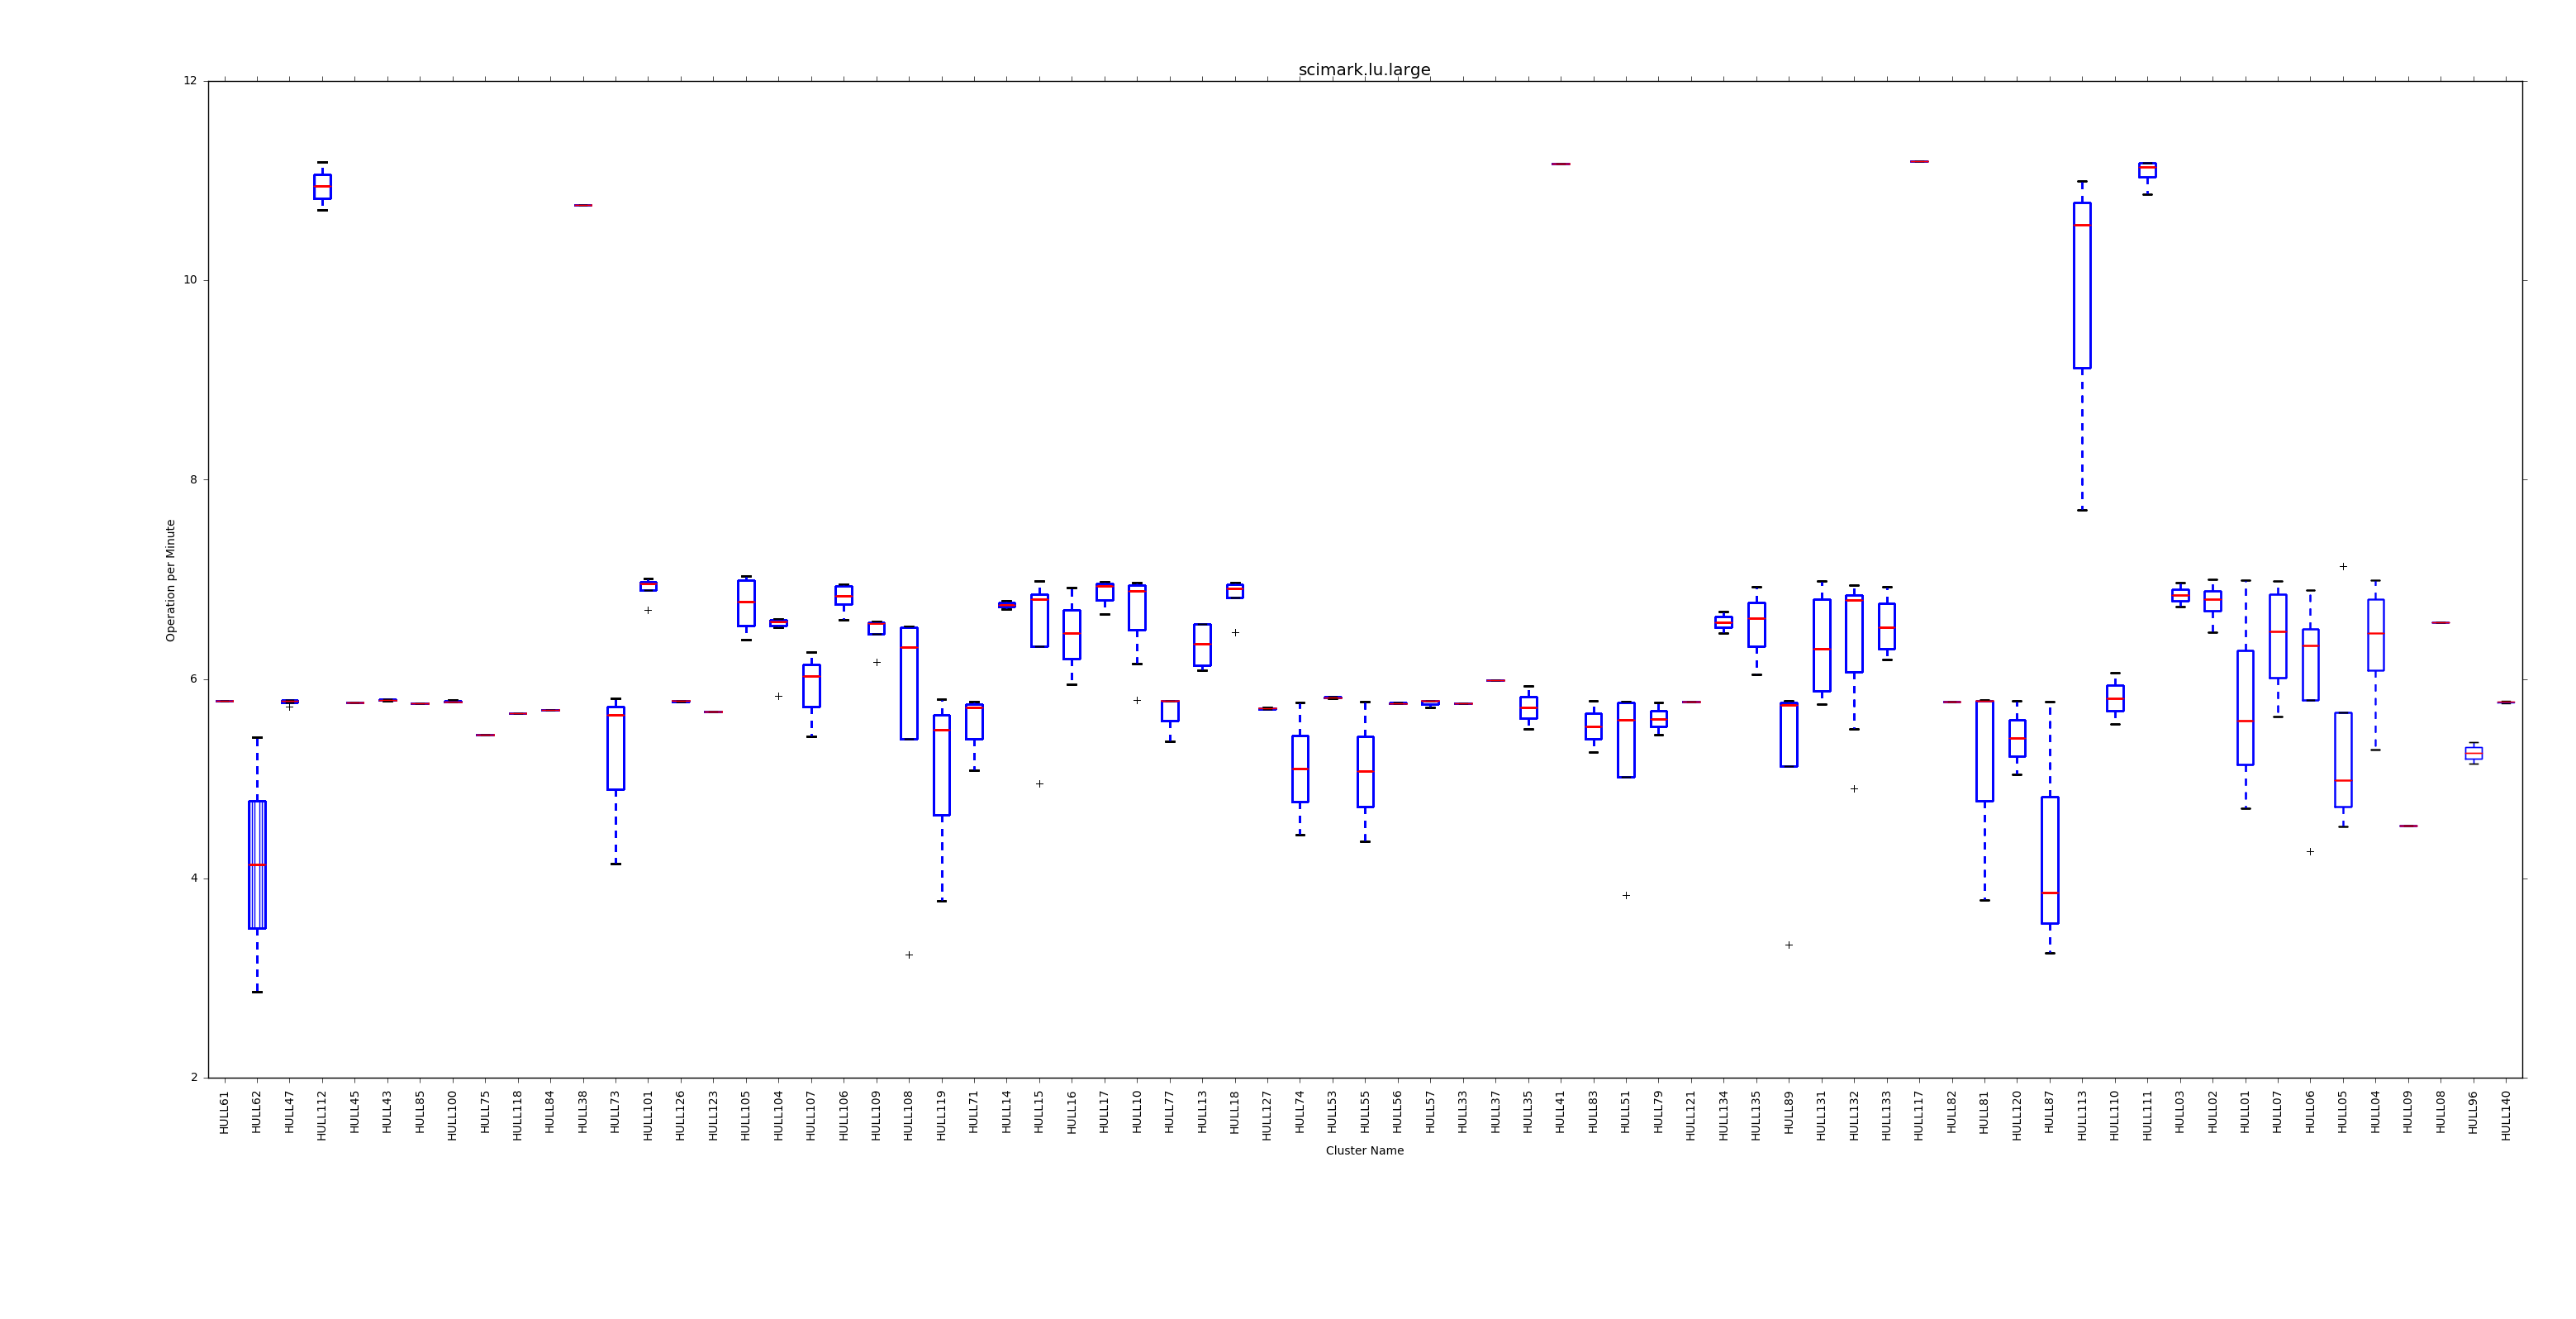 scimark.lu.large
12
10
8
6
4
2
Operation per Minute
HULL61
HULL62
HULL47
HULL112
HULL45
HULL43
HULL85
HULL100
HULL75
HULL118
HULL84
HULL38
HULL73
HULL101
HULL126
HULL123
HULL105
HULL104
HULL107
HULL106
HULL109
HULL108
HULL119
HULL71
HULL14
HULL15
HULL16
HULL17
HULL10
HULL77
HULL13
HULL18
HULL127
HULL74
HULL53
HULL55
HULL56
HULL57
HULL33
HULL37
HULL35
HULL41
HULL83
HULL51
HULL79
HULL121
HULL134
HULL135
HULL89
HULL131
HULL132
HULL133
HULL117
HULL82
HULL81
HULL120
HULL87
HULL113
HULL110
HULL111
HULL03
HULL02
HULL01
HULL07
HULL06
HULL05
HULL04
HULL09
HULL08
HULL96
HULL140
Cluster Name